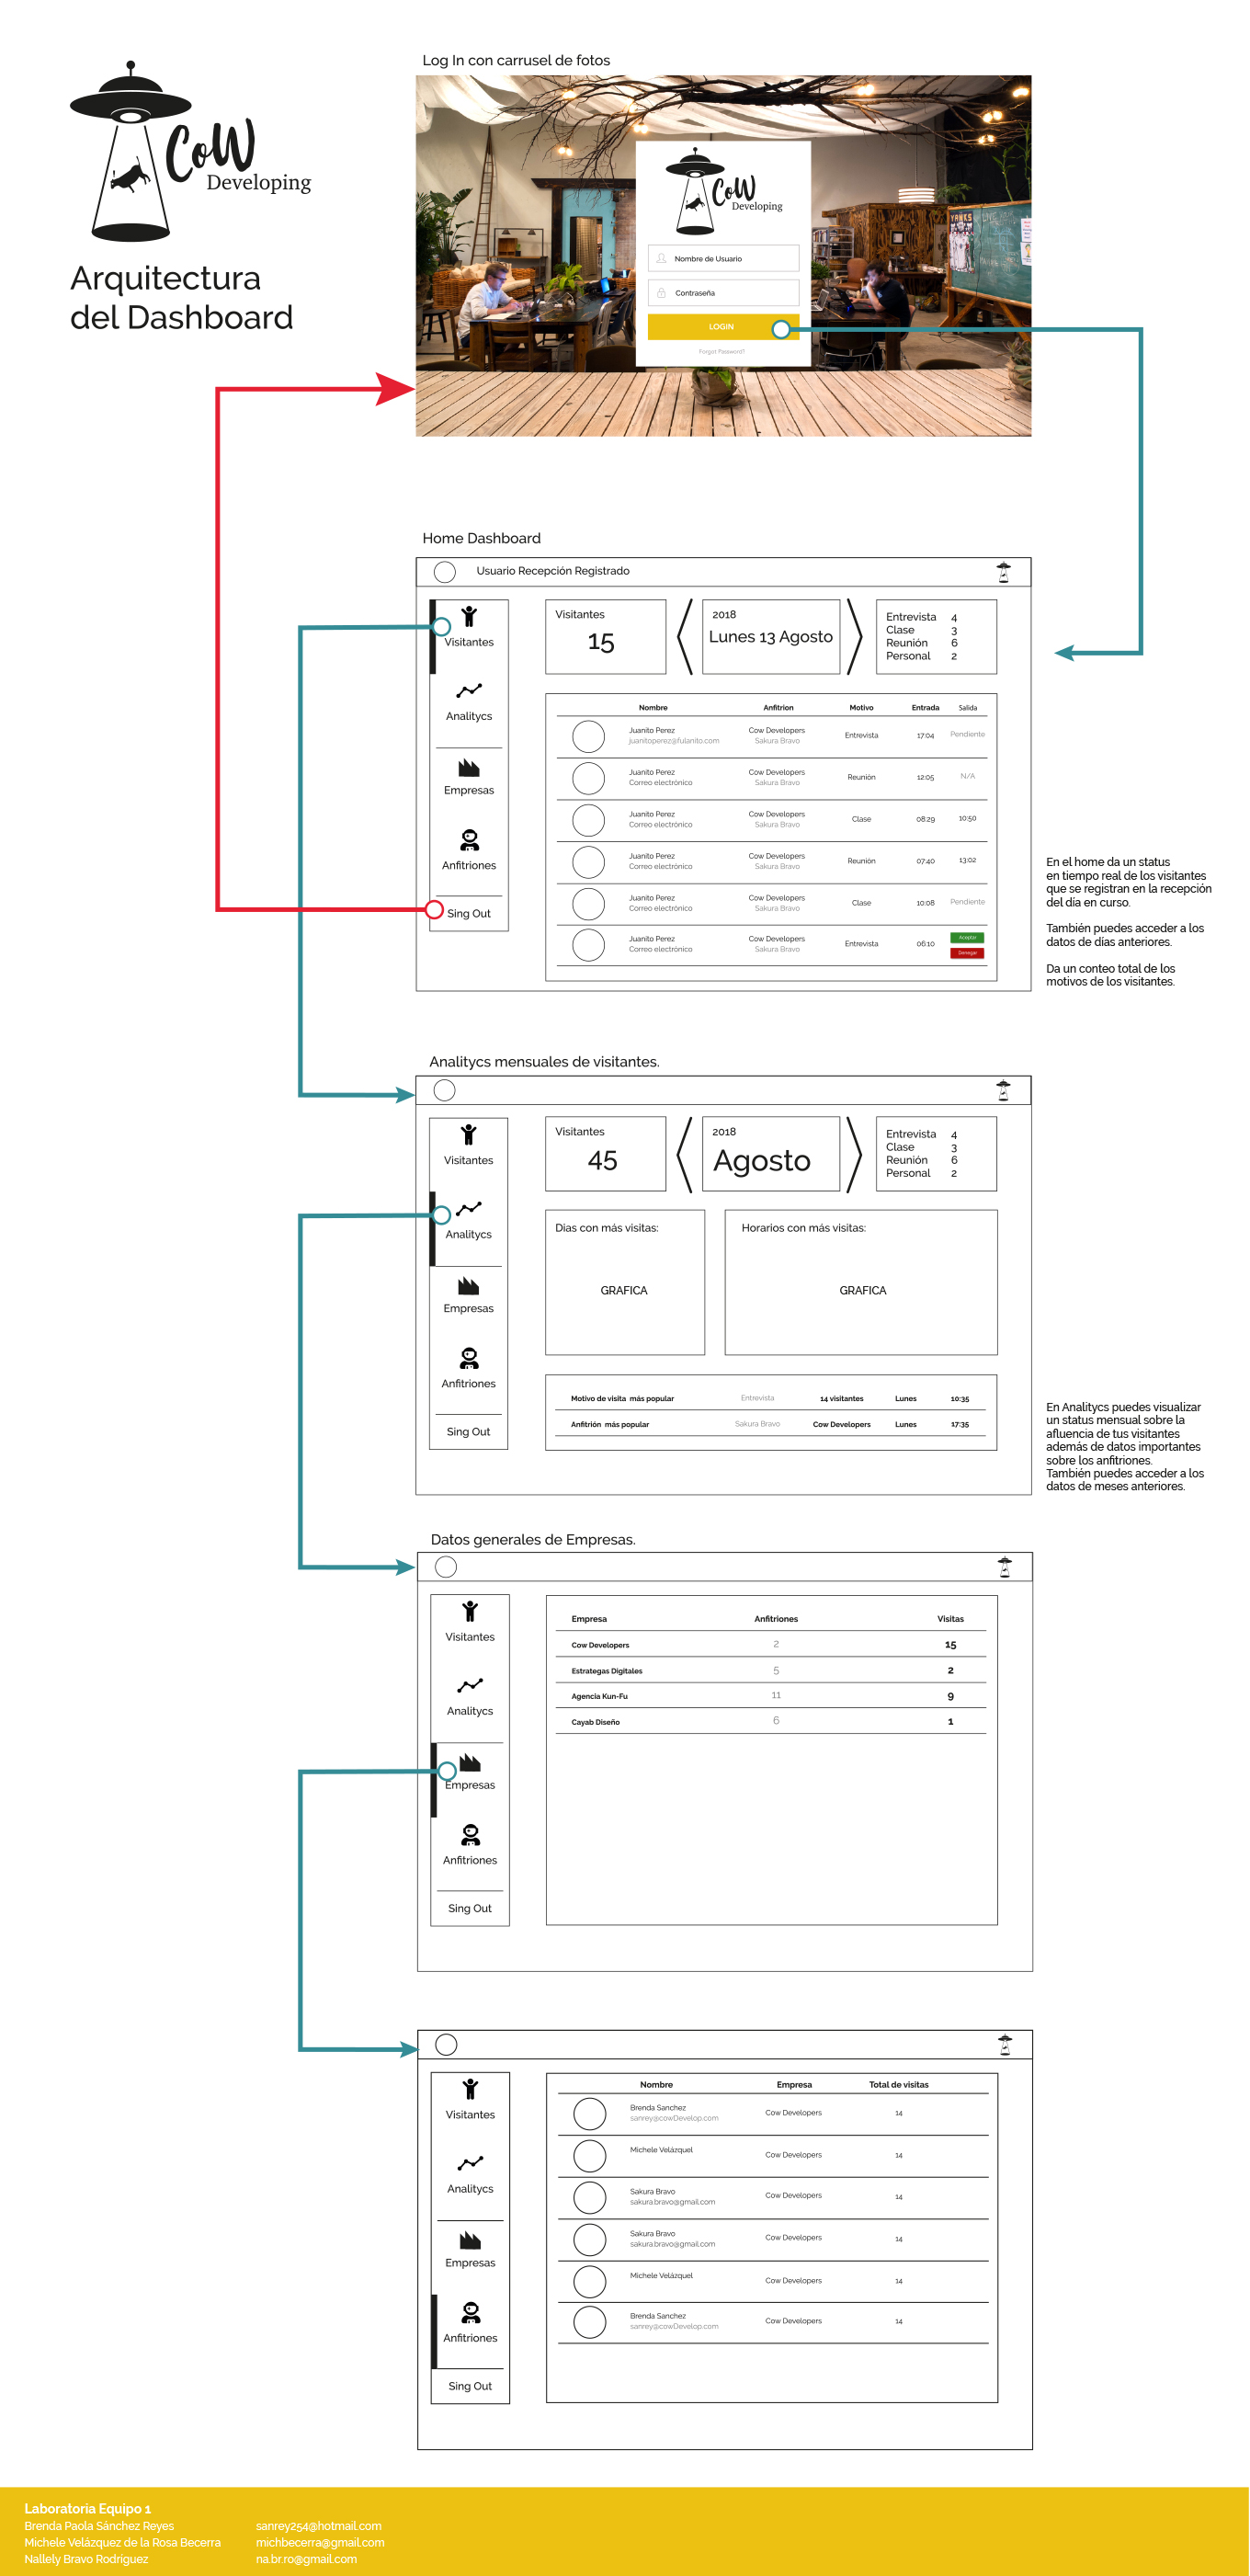 CoW
Developing
Arquitectura
del Dashboard
Log In con carrusel de fotos
YANKS
CoW
Developing
Nombre de Usuario
Contraseña
LOGIN
Forgot Password?
Home Dashboard
Usuario Recepción Registrado
Visitantes
Analitycs
Empresas
Anfitriones
Sing Out
Visitantes
15
2018
Lunes 13 Agosto
Entrevista 4
Clase 3
Reunión 6
Personal 2
Nombre Anfitrion Motivo Entrada Salida
Juanito Perez Cow Developers Entrevista 17:04 Pendiente
juanitoperez@fulanito.com Sakura Bravo
Juanito Perez Cow Developers Reunión 12:05 N/A
Correo electrónico Sakura Bravo
Juanito Perez Cow Developers Clase 08:29 10:50
Correo electrónico Sakura Bravo
Juanito Perez Cow Developers Reunión 07:40 13:02
Correo electrónico Sakura Bravo
Juanito Perez Cow Developers Clase 10:08 Pendiente
Correo electrónico Sakura Bravo
Juanito Perez Cow Developers Entrevista 06:10 Aceptar
Correo electrónico Sakura Bravo Denegar
En el home da un status
en tiempo real de los visitantes
que se registran en la recepción
del día en curso.
También puedes acceder a los
datos de días anteriores.
Da un conteo total de los
motivos de los visitantes.
Analitycs mensuales de visitantes.
Visitantes
Analitycs
Empresas
Anfitriones
Sing Out
Visitantes
45
2018
Agosto
Entrevista 4
Clase 3
Reunión 6
Personal 2
Dias con más visitas:
GRAFICA
Horarios con más visitas:
GRAFICA
Motivo de visita más popular Entrevista 14 visitantes Lunes 10:35
Anfitrión más popular Sakura Bravo Cow Developers Lunes 17:35
En Analitycs puedes visualizar
un status mensual sobre la
afluencia de tus visitantes
además de datos importantes
sobre los anfitriones.
También puedes acceder a los
datos de meses anteriores.
Datos generales de Empresas.
Visitantes
Analitycs
Empresas
Anfitriones
Sing Out
Empresa Anfitriones Visitas
Cow Developers 2 15
Estrategas Digitales 5 2
Agencia Kun-Fu 11 9
Cayab Diseño 6 1
Visitantes
Analitycs
Empresas
Anfitriones
Sing Out
Nombre Empresa Total de visitas
Brenda Sanchez Cow Developers 14
sanrey@cowDevelop.com
Michele Velázquel Cow Developers 14
Sakura Bravo Cow Developers 14
sakura.bravo@gmail.com
Sakura Bravo Cow Developers 14
sakura.bravo@gmail.com
Michele Velázquel Cow Developers 14
Brenda Sanchez Cow Developers 14
sanrey@cowDevelop.com
Laboratoria Equipo 1
Brenda Paola Sánchez Reyes sanrey254@hotmail.com
Michele Velázquez de la Rosa Becerra michbecerra@gmail.com
Nallely Bravo Rodríguez na.br.ro@gmail.com